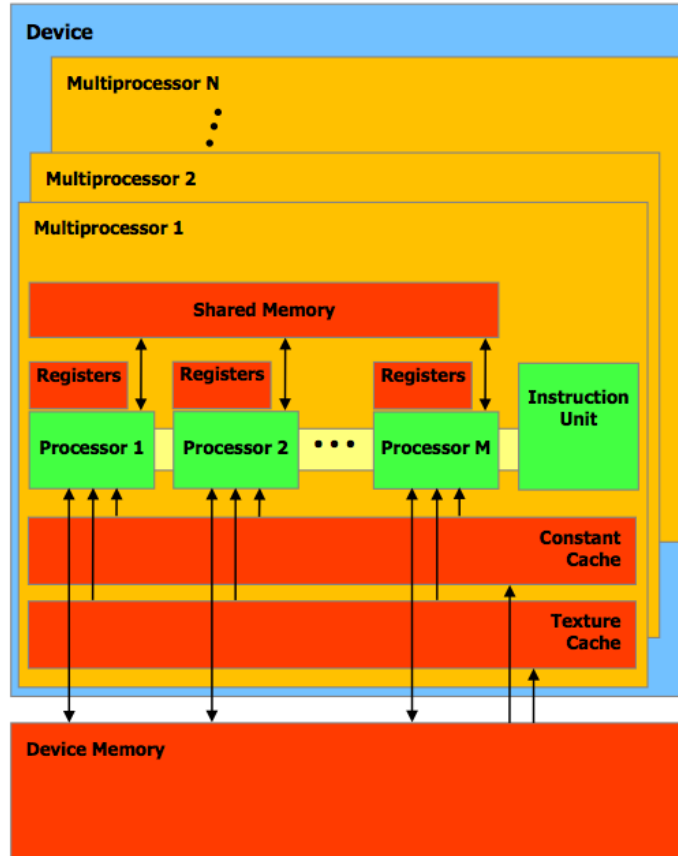 Device
Multiprocessor N
Multiprocessor 2
Multiprocessor 1
Shared Memory
Registers
Registers
Registers
Instruction
Unit
Processor 1
Processor 2
Processor M
Constant
Cache
Texture
Cache
Device Memory